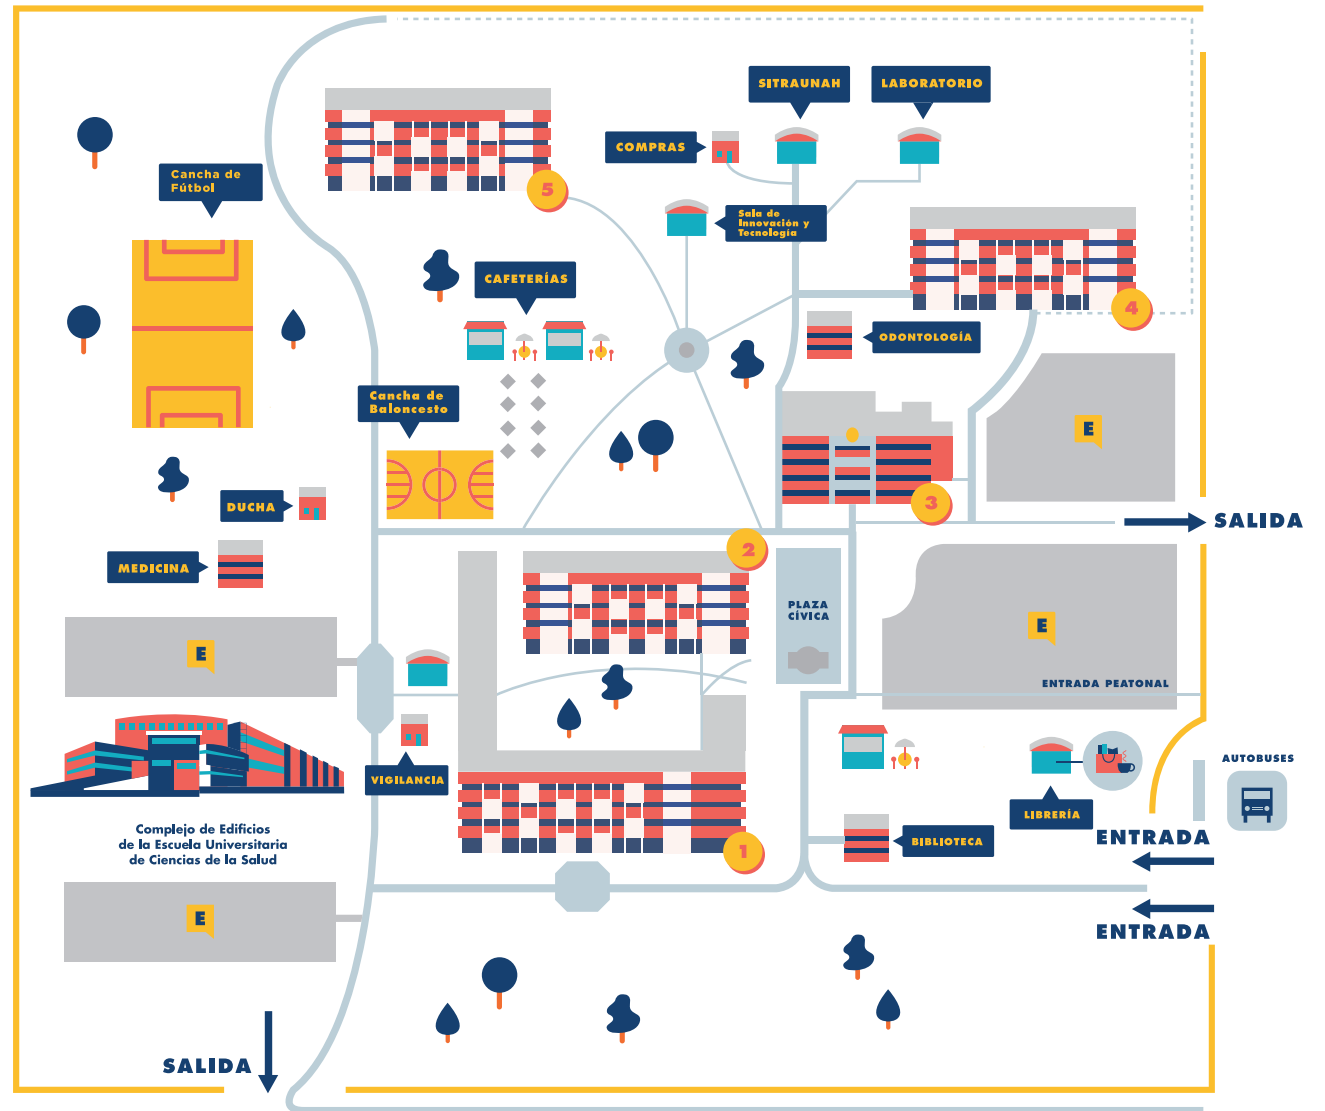 SITRAUNAH
LABORATORIO
COMPRAS
Cancha de
Fútbol
5
Sala de
Innovación y
Tecnología
CAFETERÍAS
4
ODONTOLOGÍA
Cancha de
Baloncesto
E
DUCHA
3
SALIDA
MEDICINA
2
PLAZA
CÍVICA
E
E
ENTRADA PEATONAL
VIGILANCIA
AUTOBUSES
LIBRERÍA
Complejo de Edificios
de la Escuela Universitaria
de Ciencias de la Salud
1
BIBLIOTECA
ENTRADA
E
ENTRADA
SALIDA